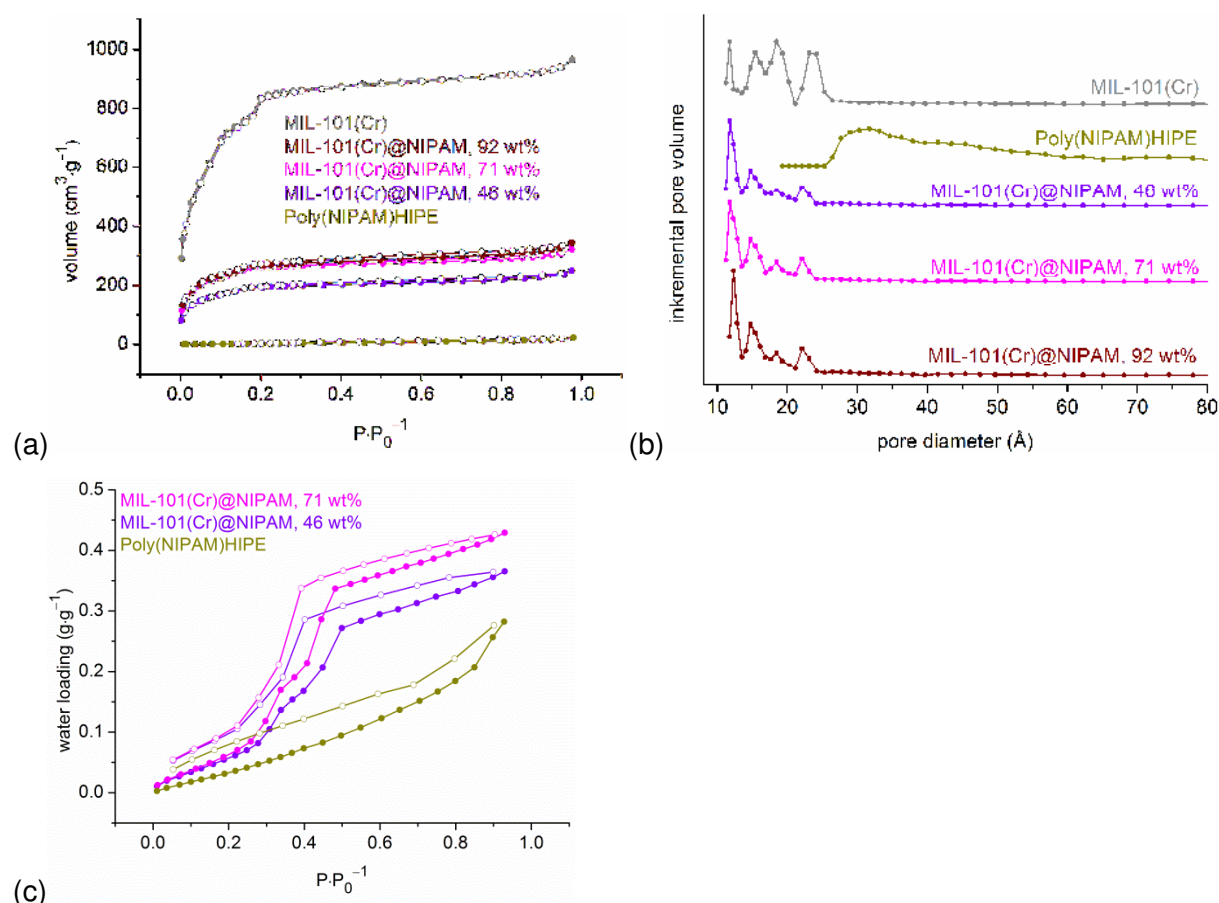 1000
800
600
400
200
0
volume (cm³·g⁻¹)
MIL-101(Cr)
MIL-101(Cr)@NIPAM, 92 wt%
MIL-101(Cr)@NIPAM, 71 wt%
MIL-101(Cr)@NIPAM, 46 wt%
Poly(NIPAM)HIPE
0.0 0.2 0.4 0.6 0.8 1.0
P·P₀⁻¹
(a)
inkremental pore volume
MIL-101(Cr)
Poly(NIPAM)HIPE
MIL-101(Cr)@NIPAM, 46 wt%
MIL-101(Cr)@NIPAM, 71 wt%
MIL-101(Cr)@NIPAM, 92 wt%
10 20 30 40 50 60 70 80
pore diameter (Å)
(b)
0.5
0.4
0.3
0.2
0.1
0.0
water loading (g·g⁻¹)
MIL-101(Cr)@NIPAM, 71 wt%
MIL-101(Cr)@NIPAM, 46 wt%
Poly(NIPAM)HIPE
0.0 0.2 0.4 0.6 0.8 1.0
P·P₀⁻¹
(c)